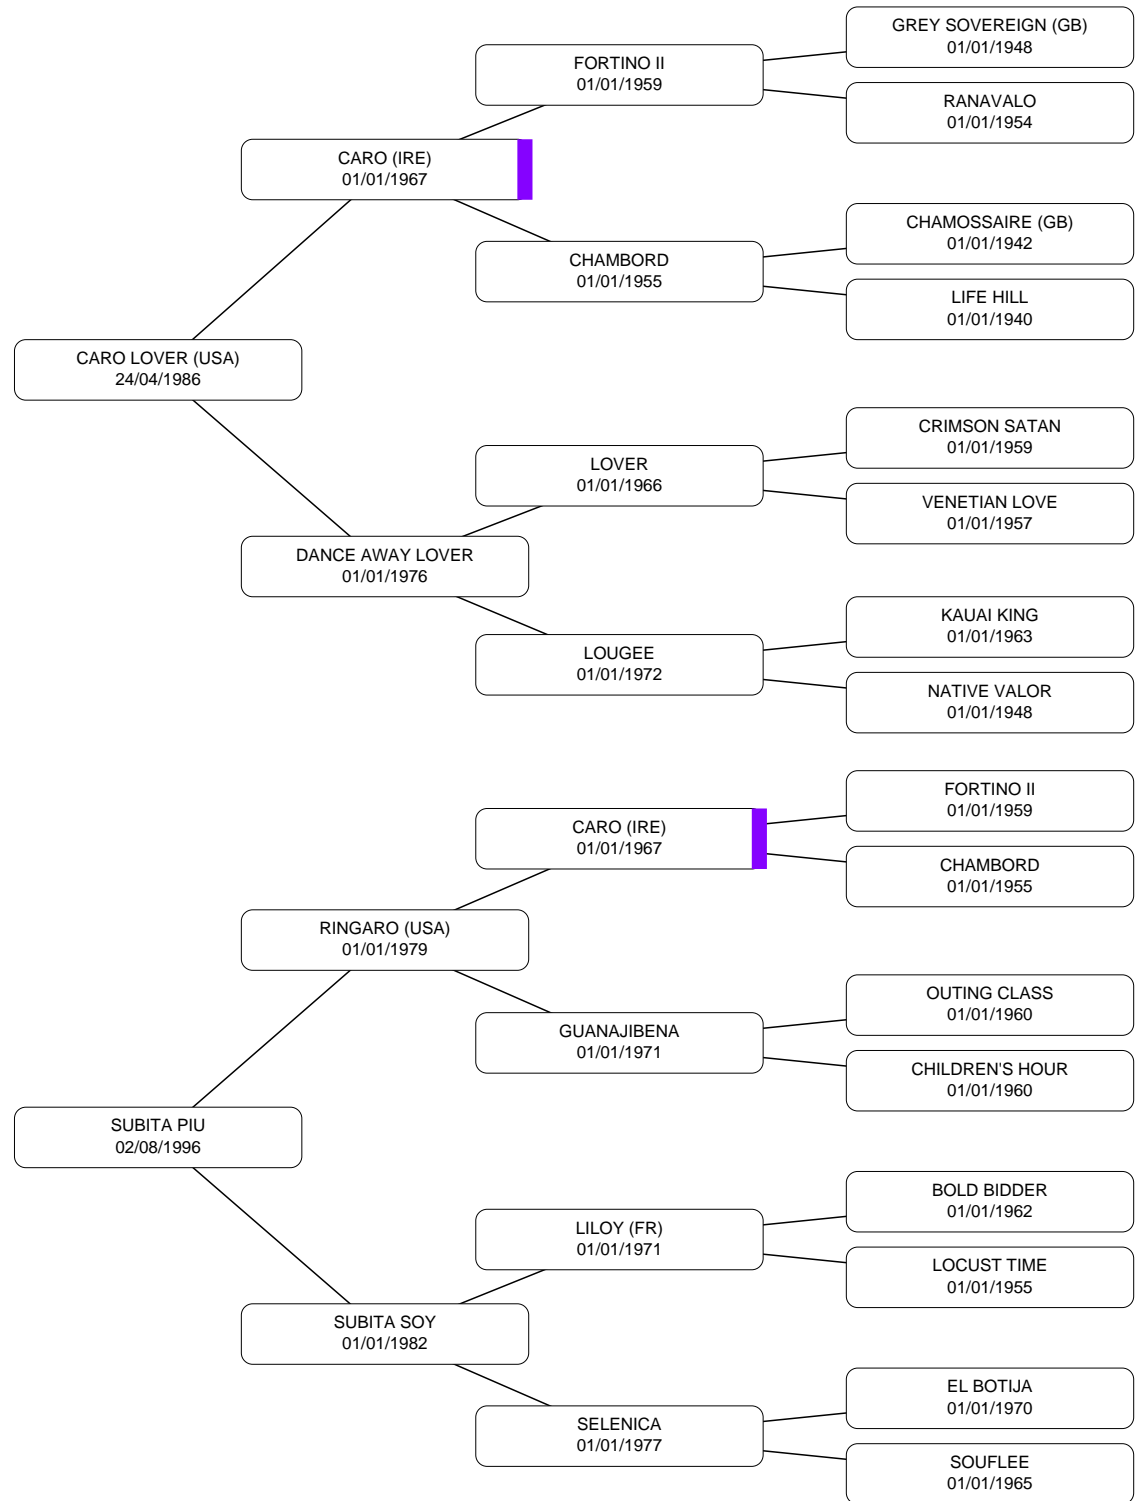 GREY SOVEREIGN (GB)
01/01/1948
FORTINO II
01/01/1959
RANAVALO
01/01/1954
CARO (IRE)
01/01/1967
CHAMOSSAIRE (GB)
01/01/1942
CHAMBORD
01/01/1955
LIFE HILL
01/01/1940
CARO LOVER (USA)
24/04/1986
CRIMSON SATAN
01/01/1959
LOVER
01/01/1966
VENETIAN LOVE
01/01/1957
DANCE AWAY LOVER
01/01/1976
KAUAI KING
01/01/1963
LOUGEE
01/01/1972
NATIVE VALOR
01/01/1948
FORTINO II
01/01/1959
CARO (IRE)
01/01/1967
CHAMBORD
01/01/1955
RINGARO (USA)
01/01/1979
OUTING CLASS
01/01/1960
GUANAJIBENA
01/01/1971
CHILDREN'S HOUR
01/01/1960
SUBITA PIU
02/08/1996
BOLD BIDDER
01/01/1962
LILOY (FR)
01/01/1971
LOCUST TIME
01/01/1955
SUBITA SOY
01/01/1982
EL BOTIJA
01/01/1970
SELENICA
01/01/1977
SOUFLEE
01/01/1965